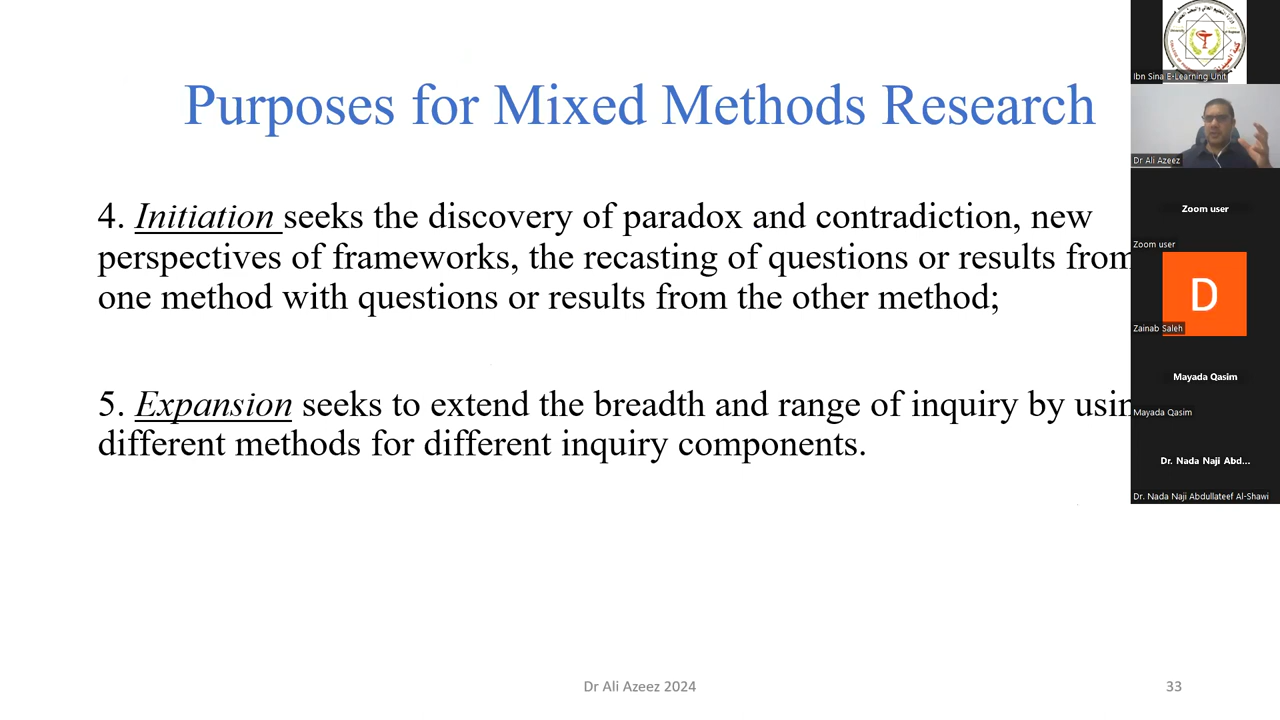 Purposes for Mixed Methods Research
4. Initiation seeks the discovery of paradox and contradiction, new
perspectives of frameworks, the recasting of questions or results from
one method with questions or results from the other method;
5. Expansion seeks to extend the breadth and range of inquiry by usin
different methods for different inquiry components.
Dr Ali Azeez 2024
33
Ibn Sina E-Learning Unit
Dr Ali Azeez
Zoom user
Zoom user
D
Zainab Saleh
Mayada Qasim
Mayada Qasim
Dr. Nada Naji Abd...
Dr. Nada Naji Abdullateef Al-Shawi